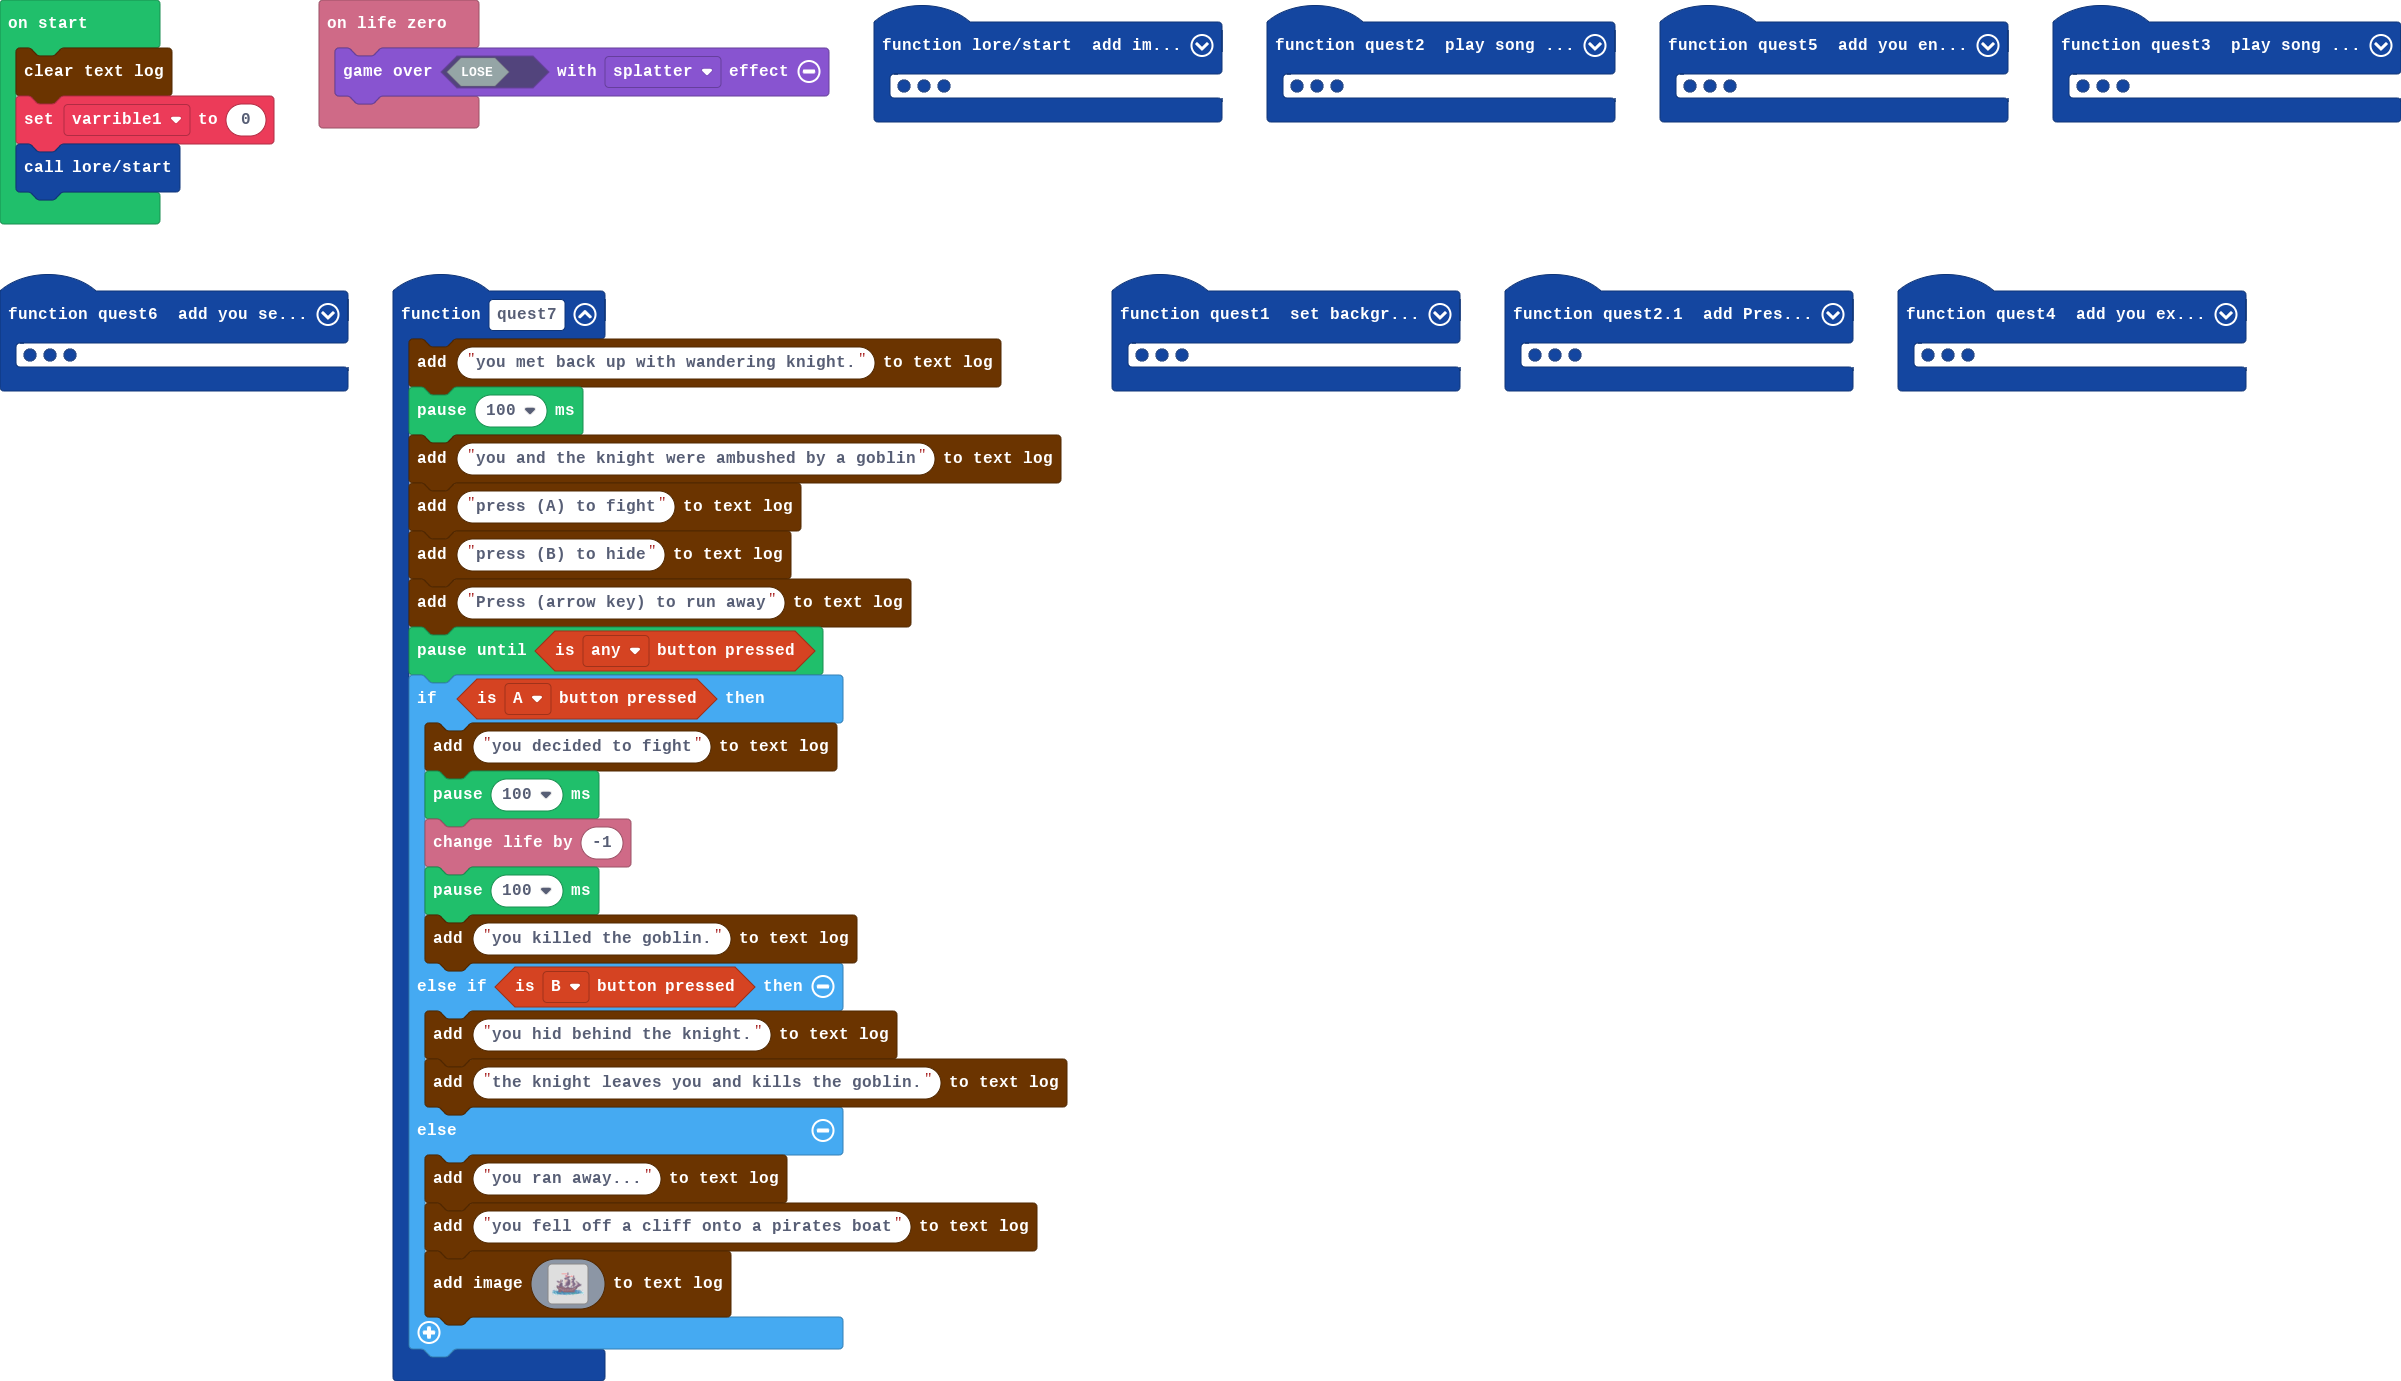 on start
clear text log
set varrible1 to 0
call lore/start
on life zero
game over LOSE with splatter effect
function lore/start add im...
function quest2 play song ...
function quest5 add you en...
function quest3 play song ...
function quest6 add you se...
function quest7
add "you met back up with wandering knight." to text log
pause 100 ms
add "you and the knight were ambushed by a goblin" to text log
add "press (A) to fight" to text log
add "press (B) to hide" to text log
add "Press (arrow key) to run away" to text log
pause until is any button pressed
if is A button pressed then
add "you decided to fight" to text log
pause 100 ms
change life by -1
pause 100 ms
add "you killed the goblin." to text log
else if is B button pressed then
add "you hid behind the knight." to text log
add "the knight leaves you and kills the goblin." to text log
else
add "you ran away..." to text log
add "you fell off a cliff onto a pirates boat" to text log
add image to text log
function quest1 set backgr...
function quest2.1 add Pres...
function quest4 add you ex...